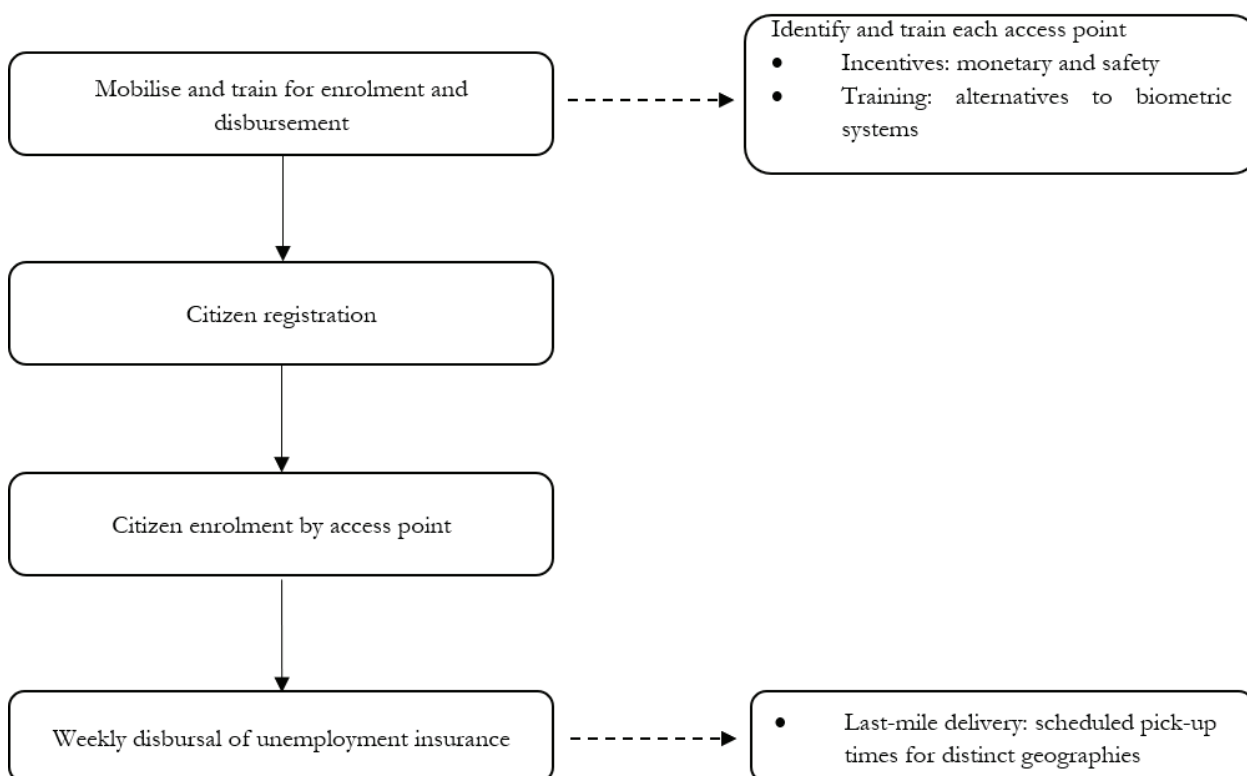 Identify and train each access point
• Incentives: monetary and safety
• Training: alternatives to biometric
systems
Mobilise and train for enrolment and
disbursement
Citizen registration
Citizen enrolment by access point
Weekly disbursal of unemployment insurance
• Last-mile delivery: scheduled pick-up
times for distinct geographies